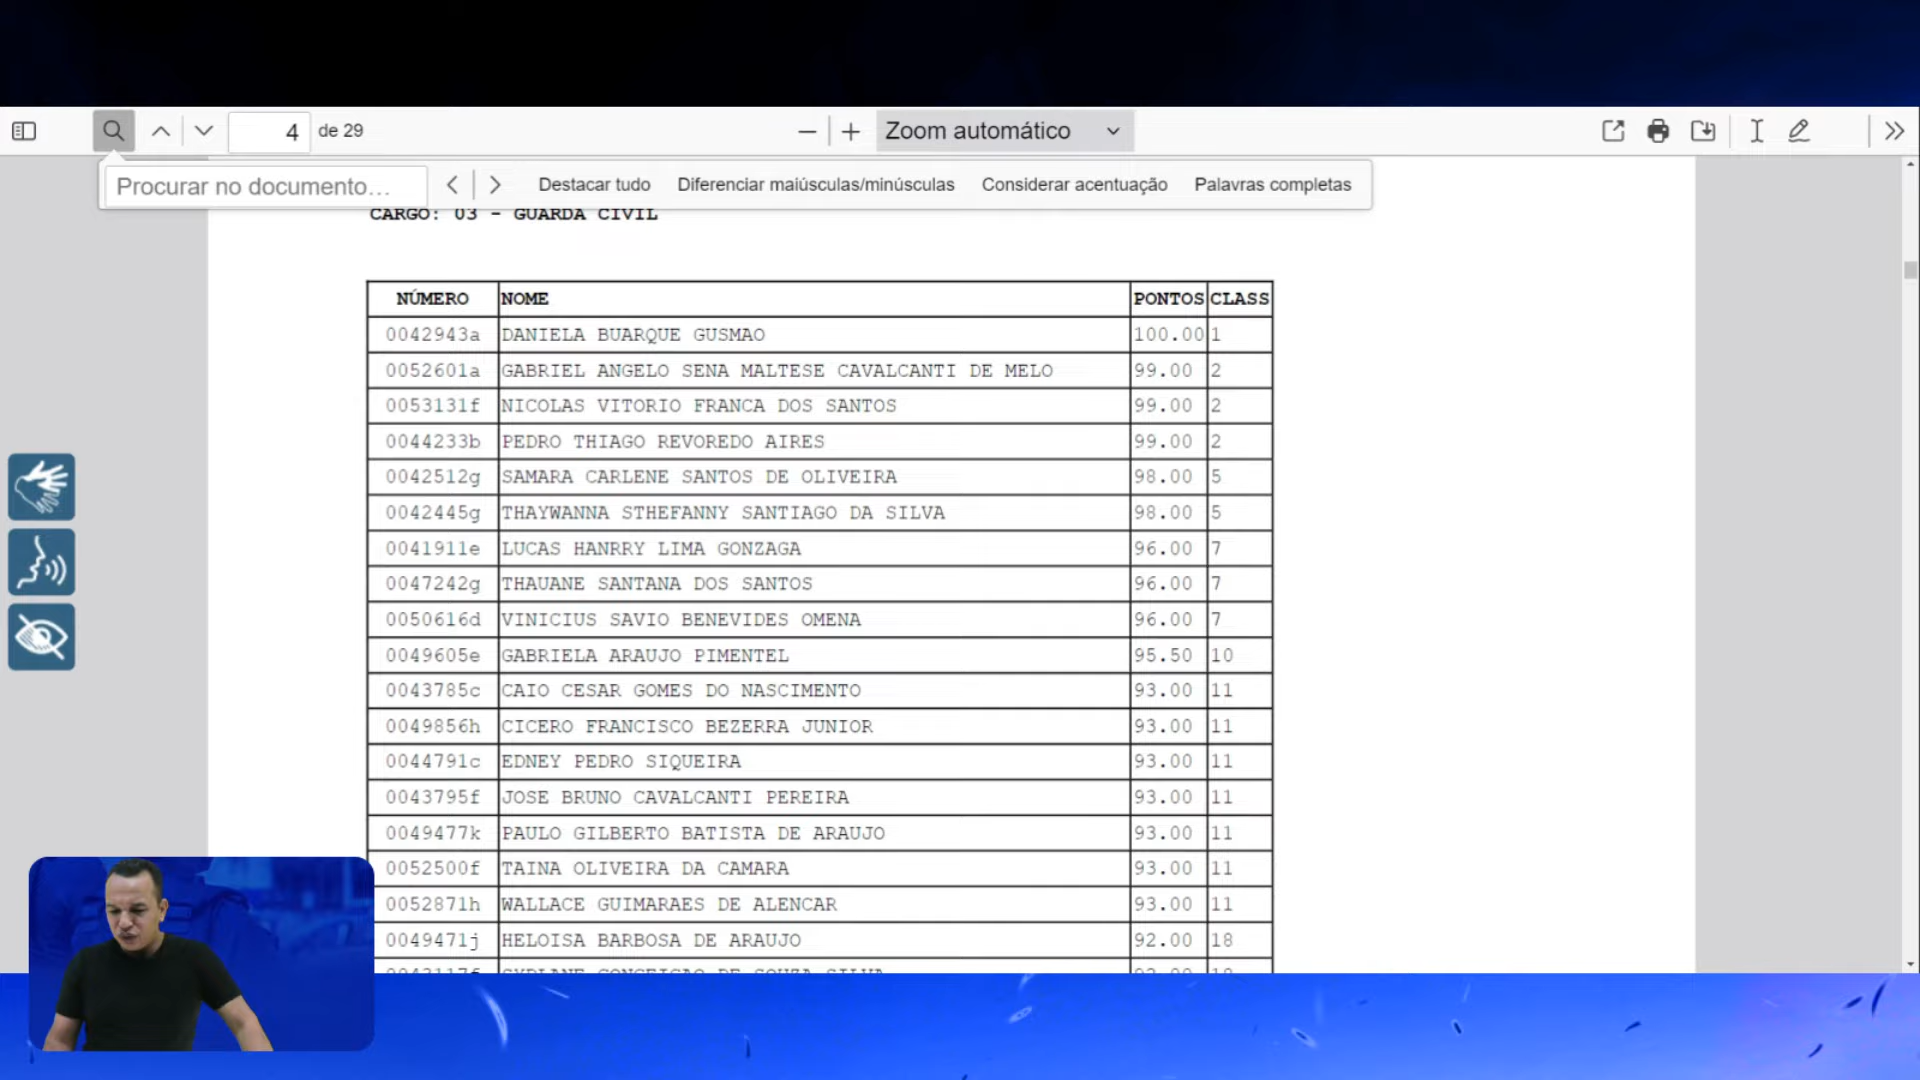 4 de 29
Zoom automático
Procurar no documento... Destacar tudo Diferenciar maiúsculas/minúsculas Considerar acentuação Palavras completas
CARGO: 03 - GUARDA CIVIL
NÚMERO NOME PONTOS CLASS
0042943a DANIELA BUARQUE GUSMAO 100.00 1
0052601a GABRIEL ANGELO SENA MALTESE CAVALCANTI DE MELO 99.00 2
0053131f NICOLAS VITORIO FRANCA DOS SANTOS 99.00 2
0044233b PEDRO THIAGO REVOREDO AIRES 99.00 2
0042512g SAMARA CARLENE SANTOS DE OLIVEIRA 98.00 5
0042445g THAYWANNA STHEFANNY SANTIAGO DA SILVA 98.00 5
0041911e LUCAS HANRRY LIMA GONZAGA 96.00 7
0047242g THAUANE SANTANA DOS SANTOS 96.00 7
0050616d VINICIUS SAVIO BENEVIDES OMENA 96.00 7
0049605e GABRIELA ARAUJO PIMENTEL 95.50 10
0043785c CAIO CESAR GOMES DO NASCIMENTO 93.00 11
0049856h CICERO FRANCISCO BEZERRA JUNIOR 93.00 11
0044791c EDNEY PEDRO SIQUEIRA 93.00 11
0043795f JOSE BRUNO CAVALCANTI PEREIRA 93.00 11
0049477k PAULO GILBERTO BATISTA DE ARAUJO 93.00 11
0052500f TAINA OLIVEIRA DA CAMARA 93.00 11
0052871h WALLACE GUIMARAES DE ALENCAR 93.00 11
0049471j HELOISA BARBOSA DE ARAUJO 92.00 18